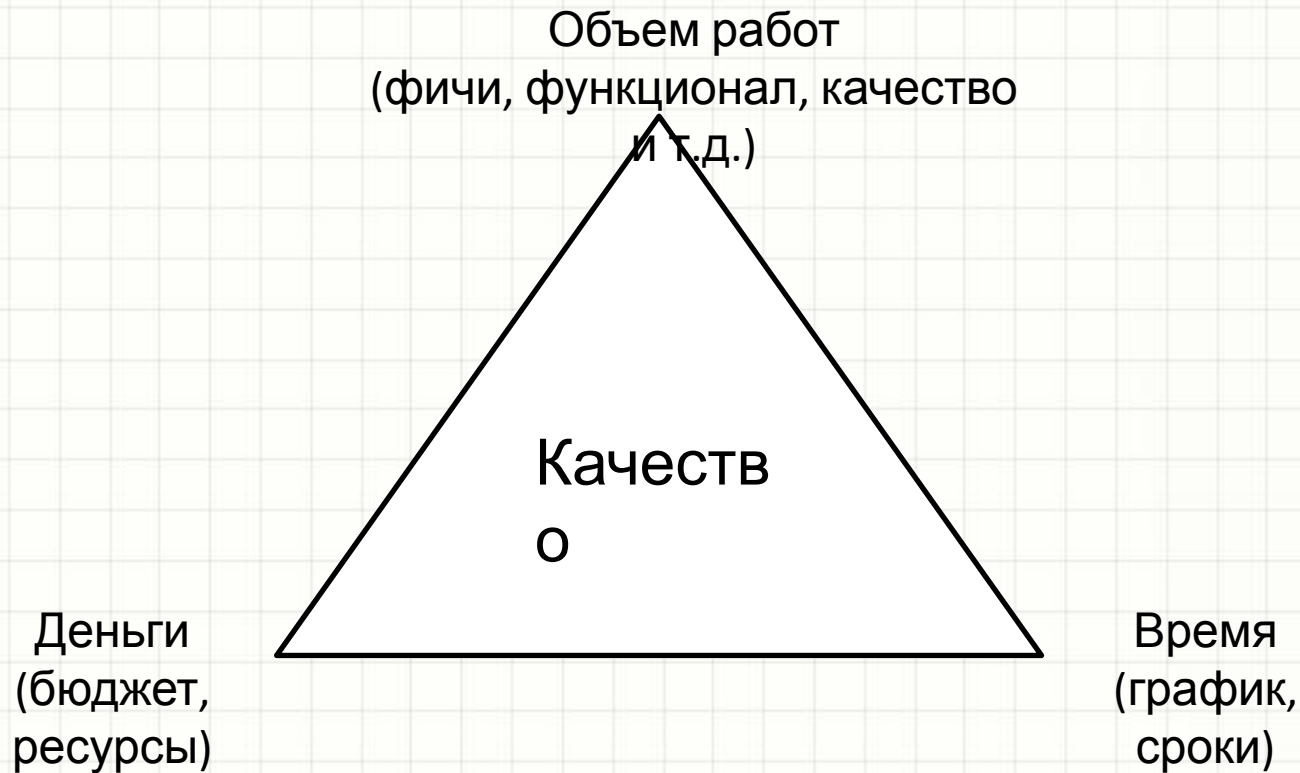 Объем работ
(фичи, функционал, качество
и т.д.)
Качеств
о
Деньги
(бюджет,
ресурсы)
Время
(график,
сроки)